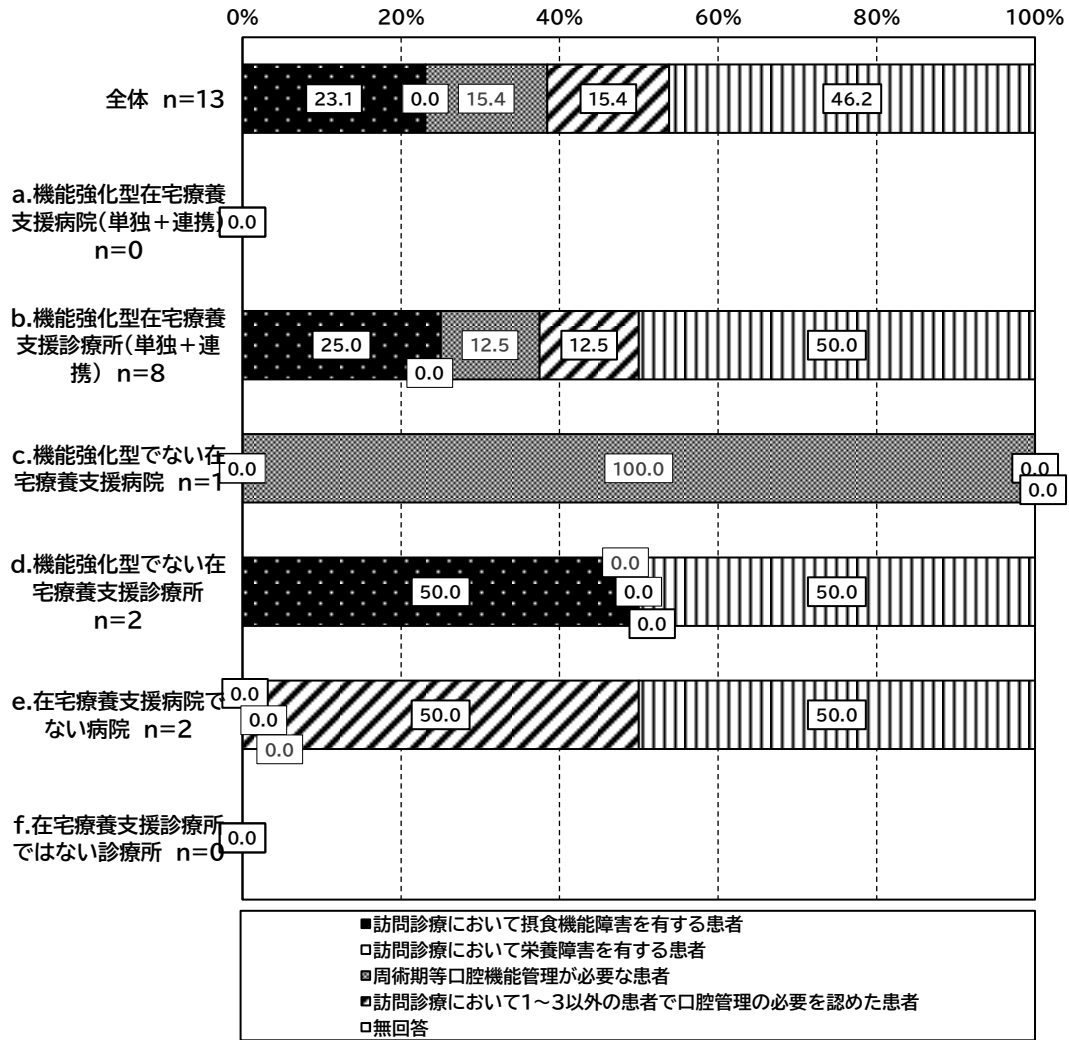 0% 20% 40% 60% 80% 100%
全体 n=13
23.1 0.0 15.4 15.4 46.2
a.機能強化型在宅療養
支援病院(単独＋連携)
n=0
0.0
b.機能強化型在宅療養
支援診療所(単独＋連
携) n=8
25.0 0.0 12.5 12.5 50.0
c.機能強化型でない在
宅療養支援病院 n=1
0.0 100.0 0.0
0.0
d.機能強化型でない在
宅療養支援診療所
n=2
50.0 0.0 0.0 0.0 50.0
e.在宅療養支援病院で
ない病院 n=2
0.0 0.0 0.0 50.0 50.0
f.在宅療養支援診療所
ではない診療所 n=0
0.0
■訪問診療において摂食機能障害を有する患者
□訪問診療において栄養障害を有する患者
▩周術期等口腔機能管理が必要な患者
▨訪問診療において1～3以外の患者で口腔管理の必要を認めた患者
□無回答